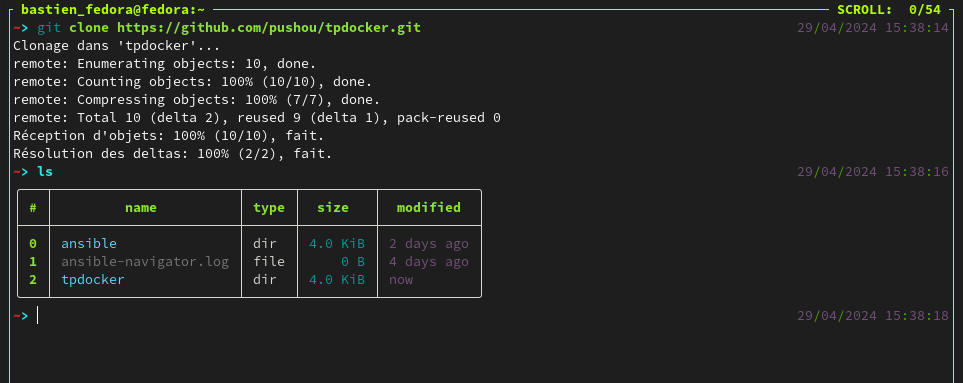 bastien_fedora@fedora:~ SCROLL: 0/54
~> git clone https://github.com/pushou/tpdocker.git 29/04/2024 15:38:14
Clonage dans 'tpdocker'...
remote: Enumerating objects: 10, done.
remote: Counting objects: 100% (10/10), done.
remote: Compressing objects: 100% (7/7), done.
remote: Total 10 (delta 2), reused 9 (delta 1), pack-reused 0
Réception d'objets: 100% (10/10), fait.
Résolution des deltas: 100% (2/2), fait.
~> ls 29/04/2024 15:38:16
# name type size modified
0 ansible dir 4.0 KiB 2 days ago
1 ansible-navigator.log file 0 B 4 days ago
2 tpdocker dir 4.0 KiB now
~> 29/04/2024 15:38:18